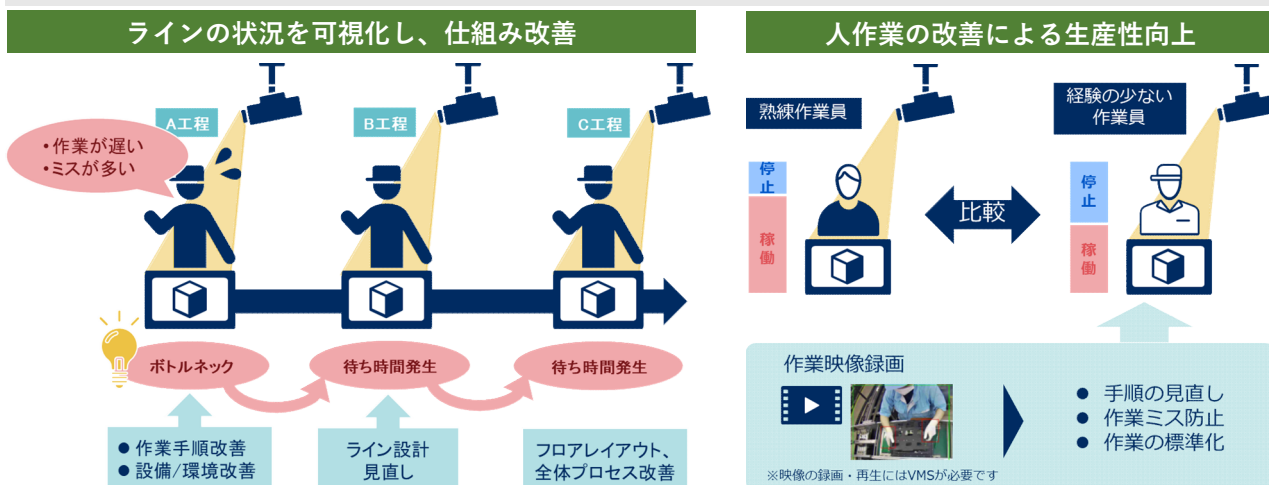 ラインの状況を可視化し、仕組み改善
A工程
B工程
C工程
・作業が遅い
・ミスが多い
ボトルネック
待ち時間発生
待ち時間発生
● 作業手順改善
● 設備/環境改善
ライン設計
見直し
フロアレイアウト、
全体プロセス改善
人作業の改善による生産性向上
熟練作業員
経験の少ない
作業員
停止
稼働
比較
停止
稼働
作業映像録画
● 手順の見直し
● 作業ミス防止
● 作業の標準化
※映像の録画・再生にはVMSが必要です